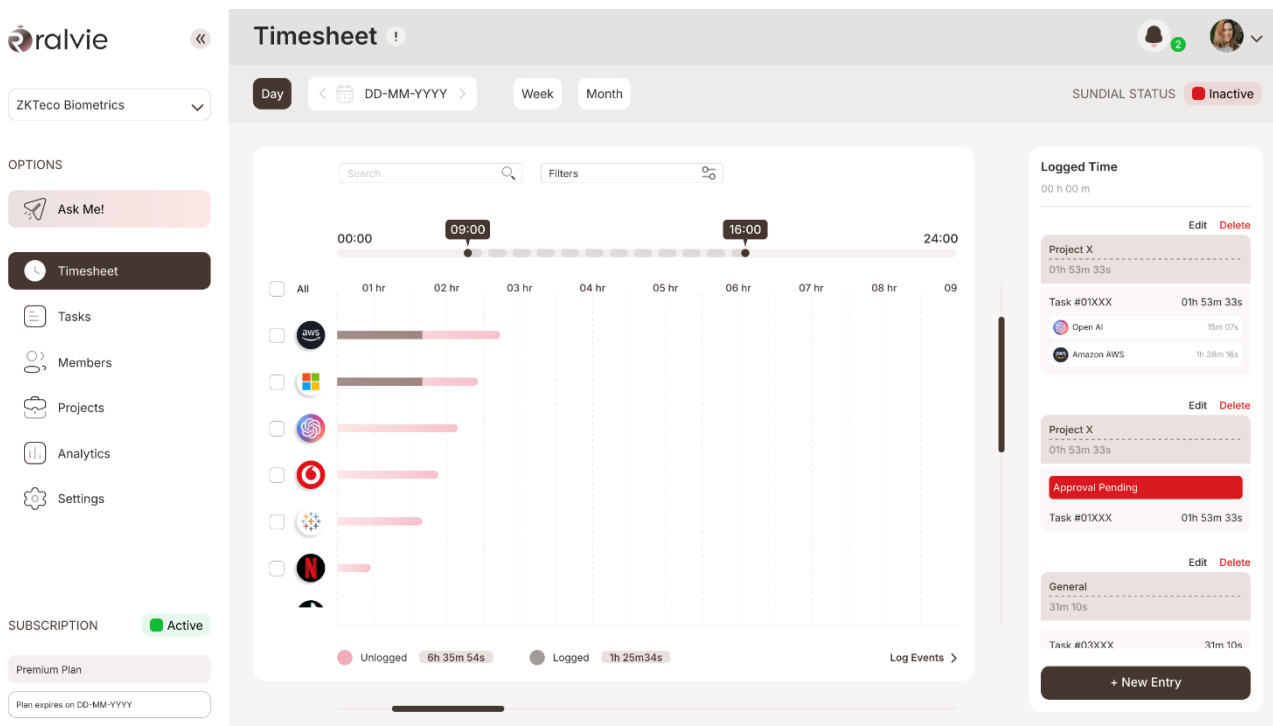 ralvie
«
Timesheet !
2
ZKTeco Biometrics
Day
DD-MM-YYYY
Week
Month
SUNDIAL STATUS
Inactive
OPTIONS
Ask Me!
Timesheet
Tasks
Members
Projects
Analytics
Settings
SUBSCRIPTION
Active
Premium Plan
Plan expires on DD-MM-YYYY
Search
Filters
00:00
09:00
16:00
24:00
All
01 hr
02 hr
03 hr
04 hr
05 hr
06 hr
07 hr
08 hr
09
aws
Unlogged
6h 35m 54s
Logged
1h 25m34s
Log Events
Logged Time
00 h 00 m
Edit Delete
Project X
01h 53m 33s
Task #01XXX 01h 53m 33s
Open AI 15m 07s
aws
Amazon AWS 1h 38m 16s
Edit Delete
Project X
01h 53m 33s
Approval Pending
Task #01XXX 01h 53m 33s
Edit Delete
General
31m 10s
Task #03XXX 31m 10s
+ New Entry